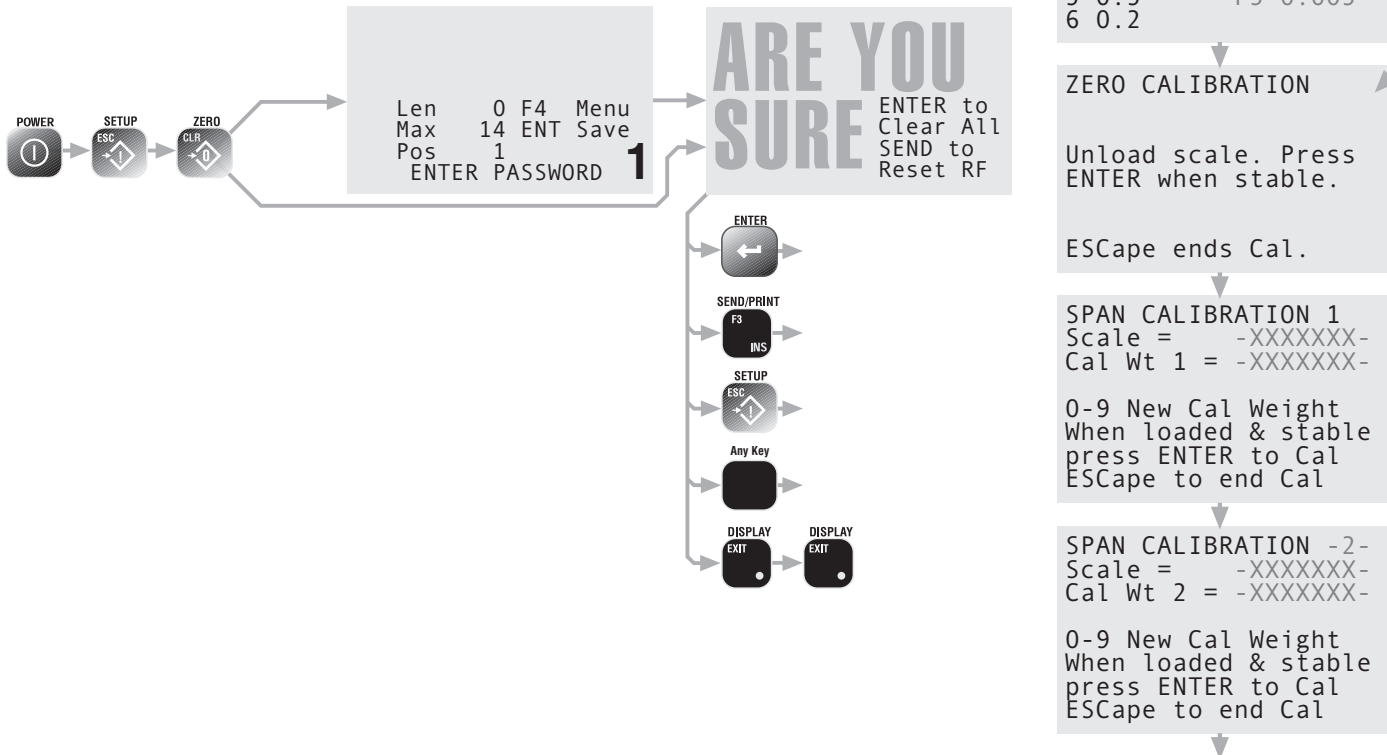 POWER
SETUP
ESC
ZERO
CLR
0
Len 0 F4 Menu
Max 14 ENT Save
Pos 1
ENTER PASSWORD 1
ARE YOU
SURE
ENTER to
Clear All
SEND to
Reset RF
ENTER
SEND/PRINT
F3
INS
SETUP
ESC
Any Key
DISPLAY
EXIT
DISPLAY
EXIT
6 0.2
ZERO CALIBRATION
Unload scale. Press
ENTER when stable.
ESCape ends Cal.
SPAN CALIBRATION 1
Scale = -XXXXXXX-
Cal Wt 1 = -XXXXXXX-
0-9 New Cal Weight
When loaded & stable
press ENTER to Cal
ESCape to end Cal
SPAN CALIBRATION -2-
Scale = -XXXXXXX-
Cal Wt 2 = -XXXXXXX-
0-9 New Cal Weight
When loaded & stable
press ENTER to Cal
ESCape to end Cal